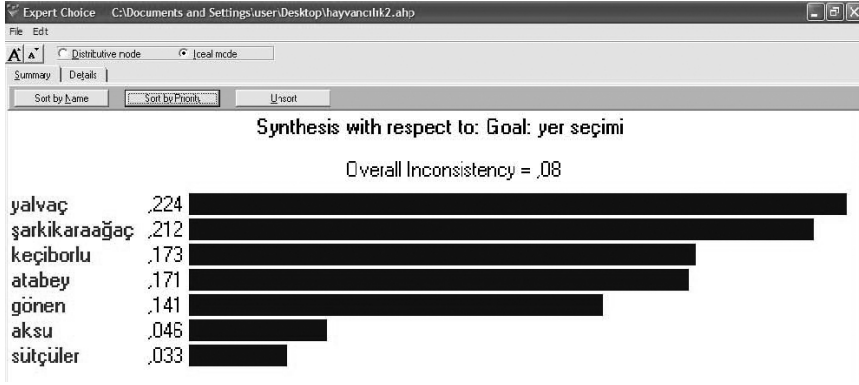 Expert Choice C:\Documents and Settings\user\Desktop\hayvancılık2.ahp
File Edit
A A Distributive mode Ideal mode
Summary Details
Sort by Name Sort by Priority Unsort
Synthesis with respect to: Goal: yer seçimi
Overall Inconsistency = ,08
yalvaç ,224
şarkikaraağaç ,212
keçiborlu ,173
atabey ,171
gönen ,141
aksu ,046
sütçüler ,033